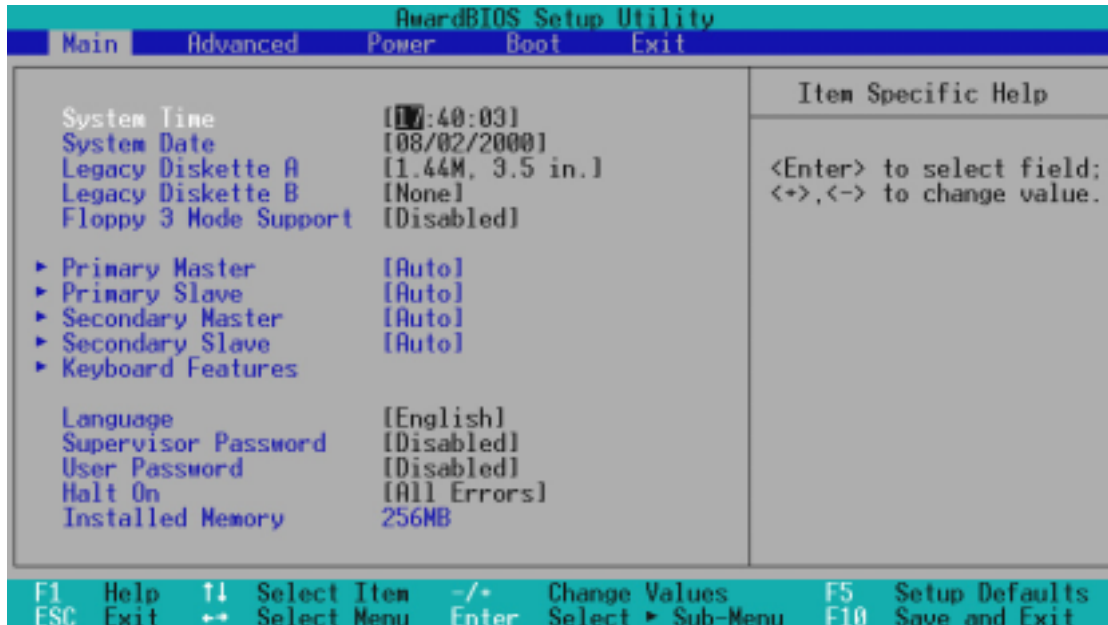 AwardBIOS Setup Utility
Main Advanced Power Boot Exit
Item Specific Help
System Time [17:40:03]
System Date [08/02/2000]
Legacy Diskette A [1.44M, 3.5 in.]
Legacy Diskette B [None]
Floppy 3 Mode Support [Disabled]
<Enter> to select field;
<+>,<-> to change value.
▶ Primary Master [Auto]
▶ Primary Slave [Auto]
▶ Secondary Master [Auto]
▶ Secondary Slave [Auto]
▶ Keyboard Features
Language [English]
Supervisor Password [Disabled]
User Password [Disabled]
Halt On [All Errors]
Installed Memory 256MB
F1 Help ↑↓ Select Item -/+ Change Values F5 Setup Defaults
ESC Exit ←→ Select Menu Enter Select ▶ Sub-Menu F10 Save and Exit